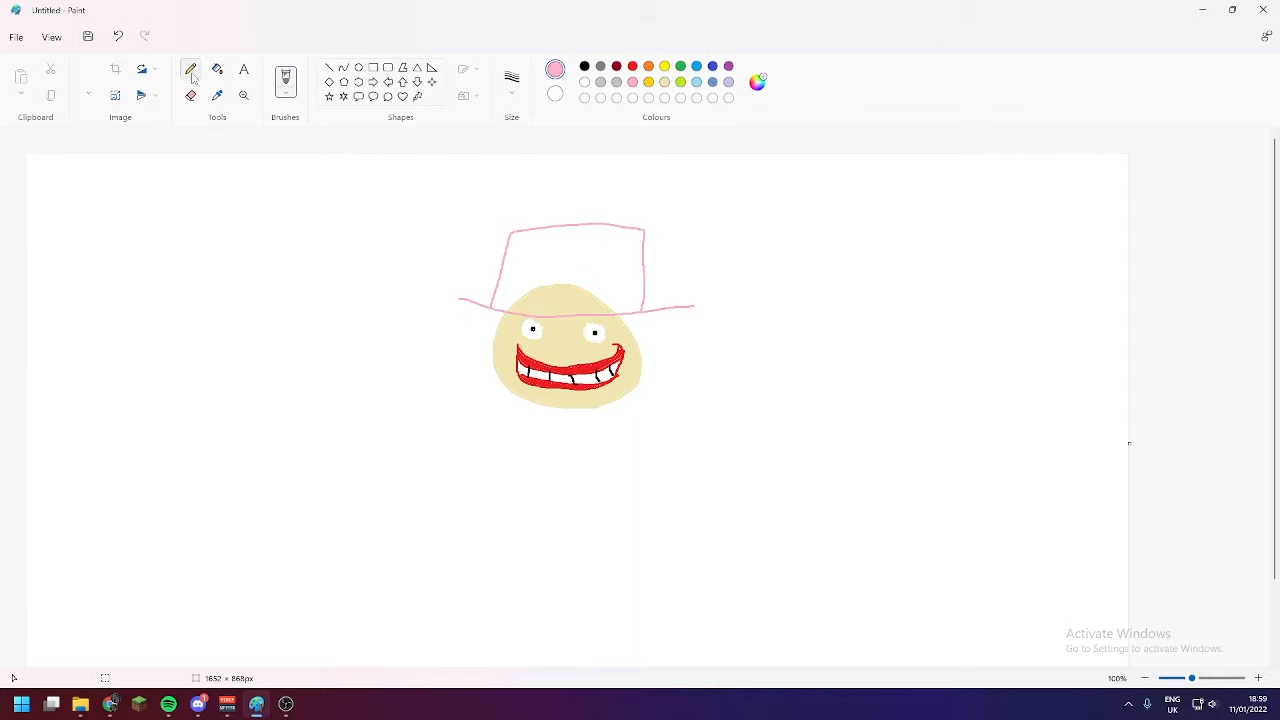 Untitled - Paint
File View
Clipboard Image Tools Brushes Shapes Size Colours
Activate Windows
Go to Settings to activate Windows.
1652 × 868px 100%
ENG 18:59
UK 11/01/2022